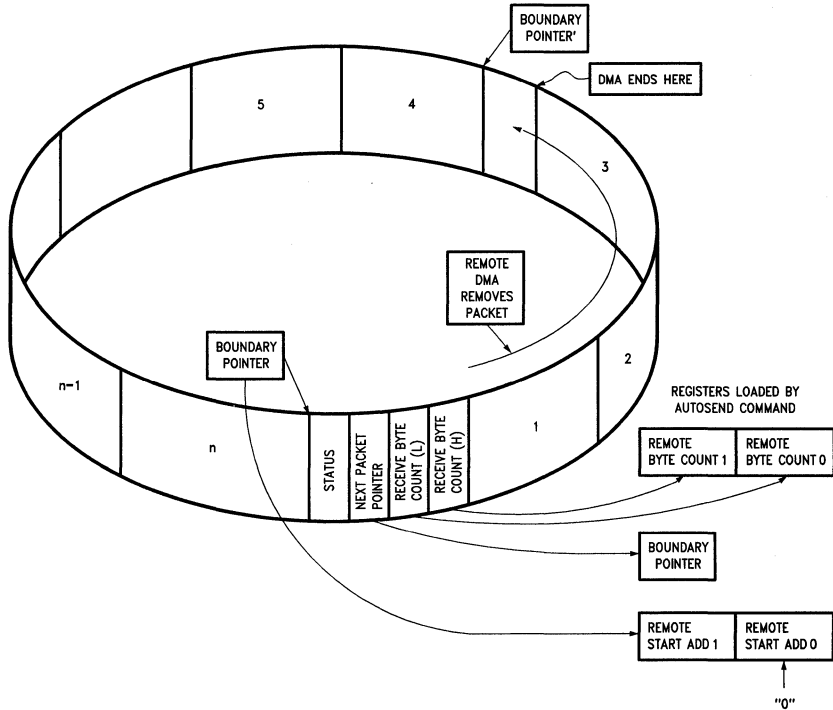 BOUNDARY
POINTER'
DMA ENDS HERE
5
4
3
REMOTE
DMA
REMOVES
PACKET
BOUNDARY
POINTER
2
n-1
n
1
STATUS
NEXT PACKET
POINTER
RECEIVE BYTE
COUNT (L)
RECEIVE BYTE
COUNT (H)
REGISTERS LOADED BY
AUTOSEND COMMAND
REMOTE
BYTE COUNT 1
REMOTE
BYTE COUNT 0
BOUNDARY
POINTER
REMOTE
START ADD 1
REMOTE
START ADD 0
"0"